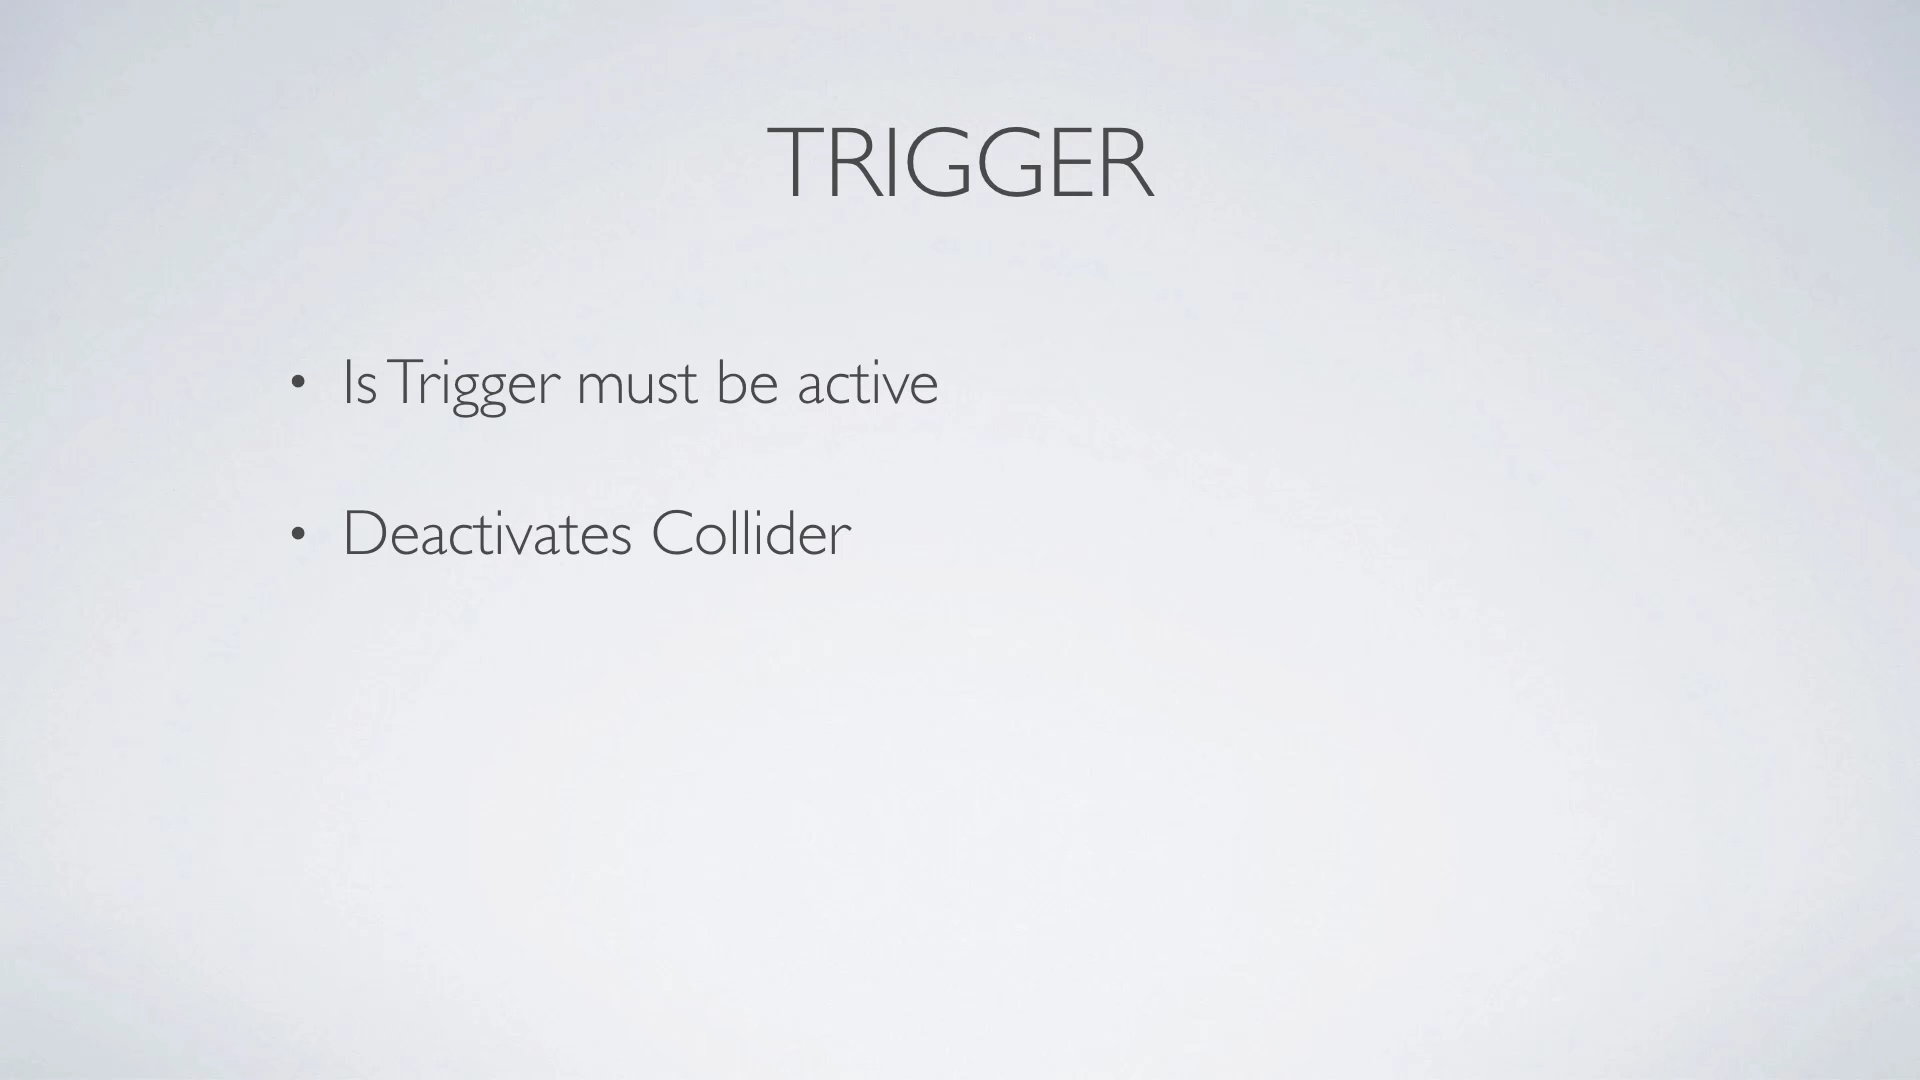 TRIGGER
• Is Trigger must be active
• Deactivates Collider